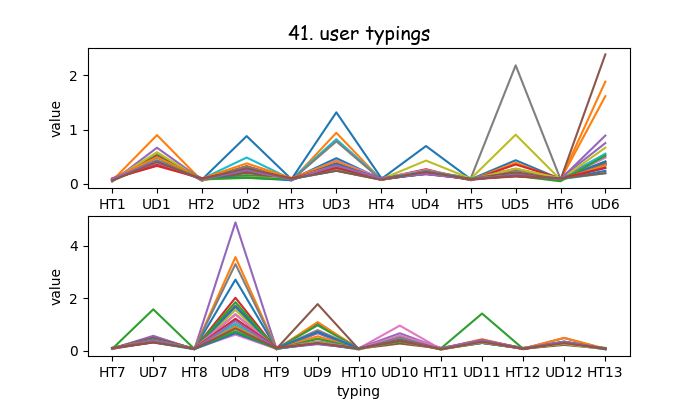 41. user typings
value
2
1
0
HT1 UD1 HT2 UD2 HT3 UD3 HT4 UD4 HT5 UD5 HT6 UD6
value
4
2
0
HT7 UD7 HT8 UD8 HT9 UD9 HT10 UD10 HT11 UD11 HT12 UD12 HT13
typing